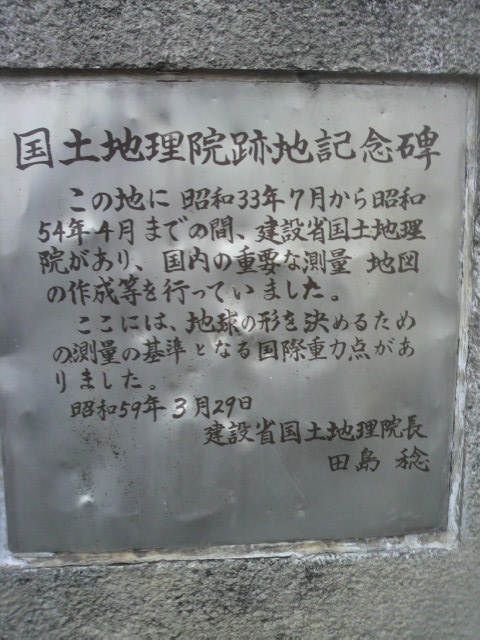 国土地理院跡地記念碑
この地に 昭和33年7月から昭和
54年4月までの間、建設省国土地理
院があり、国内の重要な測量 地図
の作成等を行っていました。
ここには、地球の形を決めるため
の測量の基準となる国際重力点があ
りました。
昭和59年3月29日
建設省国土地理院長
田島 稔